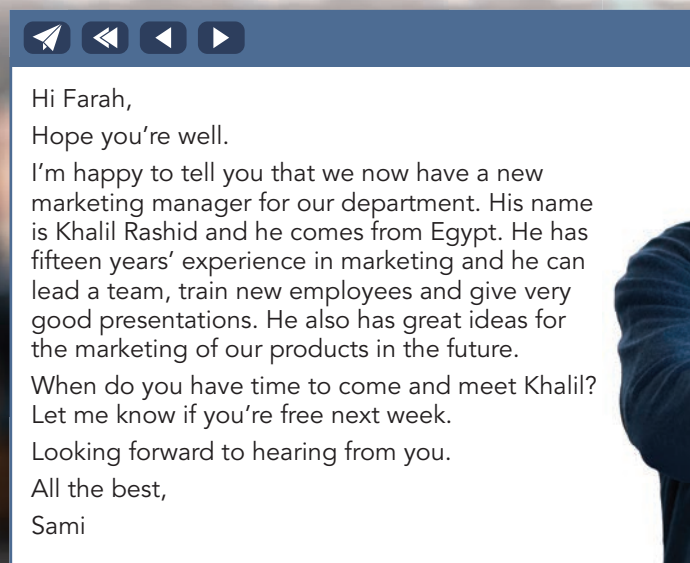 Hi Farah,
Hope you’re well.
I’m happy to tell you that we now have a new
marketing manager for our department. His name
is Khalil Rashid and he comes from Egypt. He has
fifteen years’ experience in marketing and he can
lead a team, train new employees and give very
good presentations. He also has great ideas for
the marketing of our products in the future.
When do you have time to come and meet Khalil?
Let me know if you’re free next week.
Looking forward to hearing from you.
All the best,
Sami